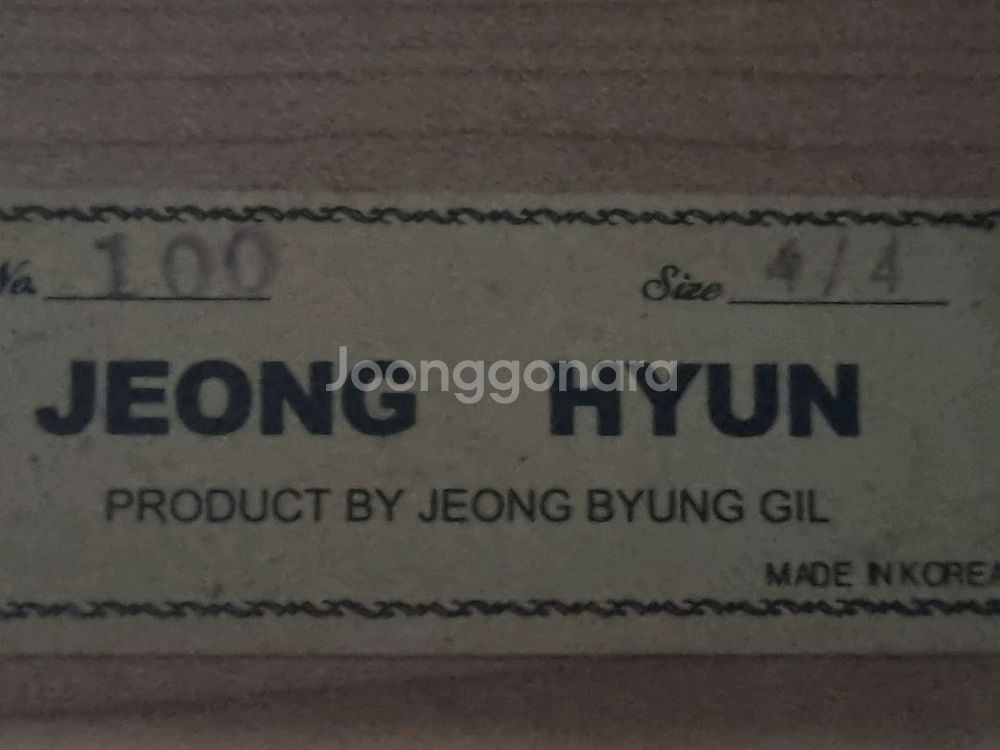 No. 100 Size 4/4
JEONG HYUN
Joonggonara
PRODUCT BY JEONG BYUNG GIL
MADE IN KOREA